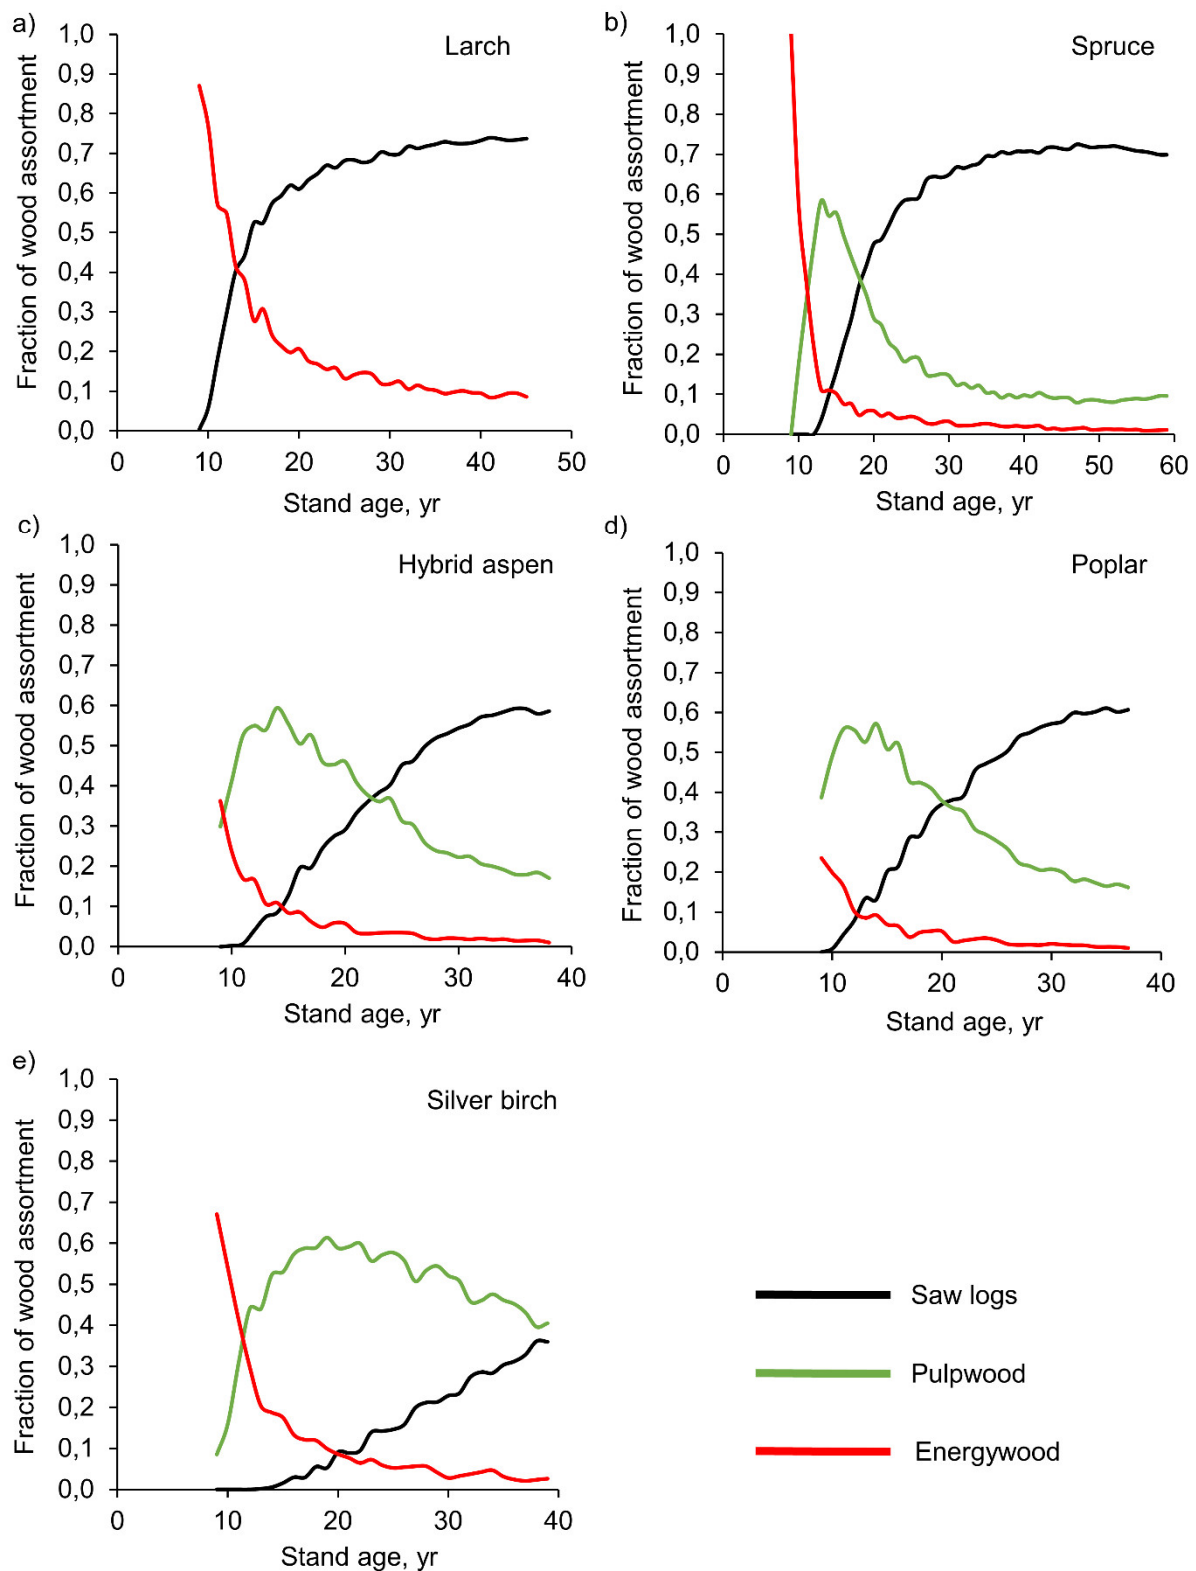 a)
Larch
Fraction of wood assortment
1,0
0,9
0,8
0,7
0,6
0,5
0,4
0,3
0,2
0,1
0,0
0 10 20 30 40 50
Stand age, yr
b)
Spruce
Fraction of wood assortment
1,0
0,9
0,8
0,7
0,6
0,5
0,4
0,3
0,2
0,1
0,0
0 10 20 30 40 50 60
Stand age, yr
c)
Hybrid aspen
Fraction of wood assortment
1,0
0,9
0,8
0,7
0,6
0,5
0,4
0,3
0,2
0,1
0,0
0 10 20 30 40
Stand age, yr
d)
Poplar
Fraction of wood assortment
1,0
0,9
0,8
0,7
0,6
0,5
0,4
0,3
0,2
0,1
0,0
0 10 20 30 40
Stand age, yr
e)
Silver birch
Fraction of wood assortment
1,0
0,9
0,8
0,7
0,6
0,5
0,4
0,3
0,2
0,1
0,0
0 10 20 30 40
Stand age, yr
Saw logs
Pulpwood
Energywood